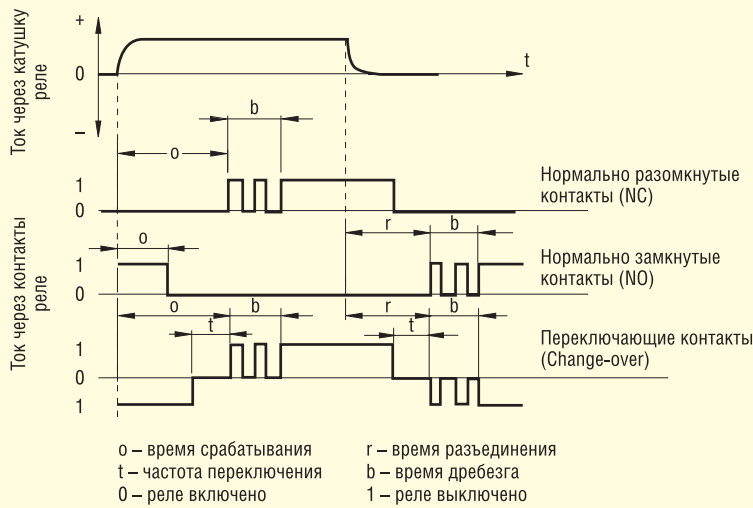 Ток через катушку
реле
+
0
–
t
b
o
1
0
Нормально разомкнутые
контакты (NC)
r
b
o
Ток через контакты
реле
1
0
Нормально замкнутые
контакты (NO)
o
b
r
b
t
t
1
0
1
Переключающие контакты
(Change-over)
o – время срабатывания
r – время разъединения
t – частота переключения
b – время дребезга
0 – реле включено
1 – реле выключено